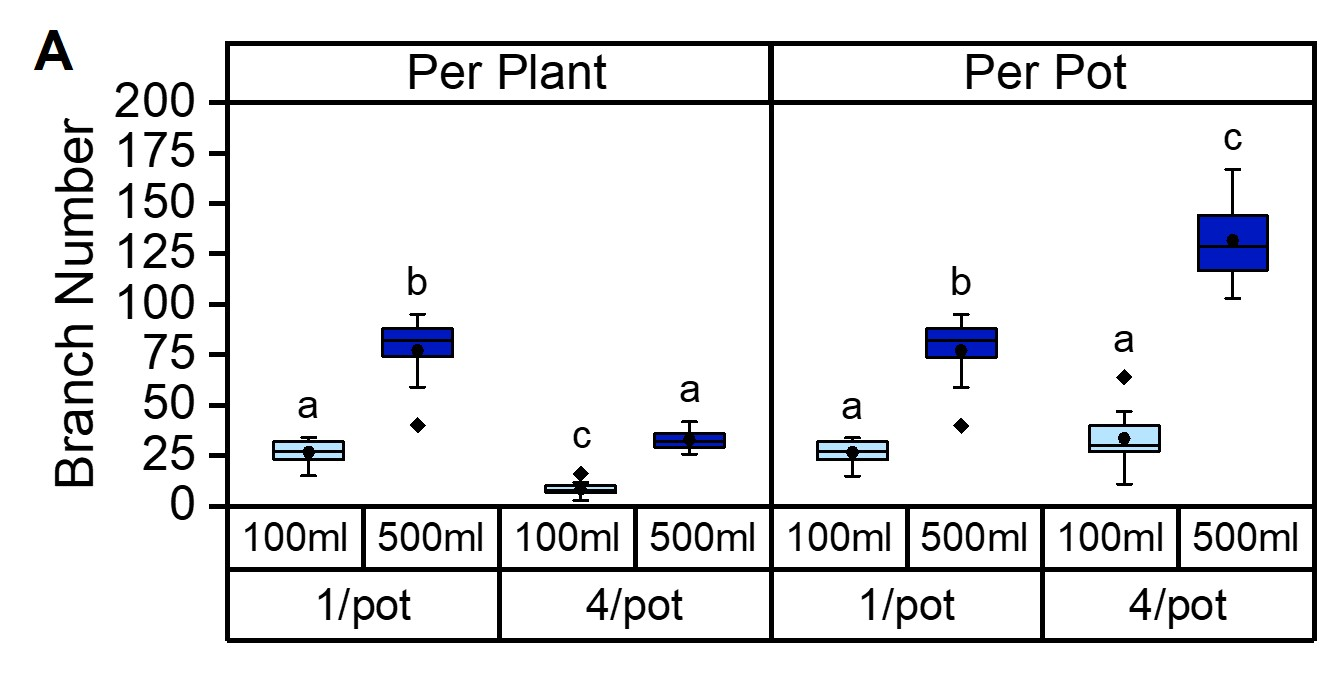 A
Per Plant Per Pot
Branch Number
200
175
150
125
100
75
50
25
0
a b c a a b a c
100ml 500ml 100ml 500ml 100ml 500ml 100ml 500ml
1/pot 4/pot 1/pot 4/pot